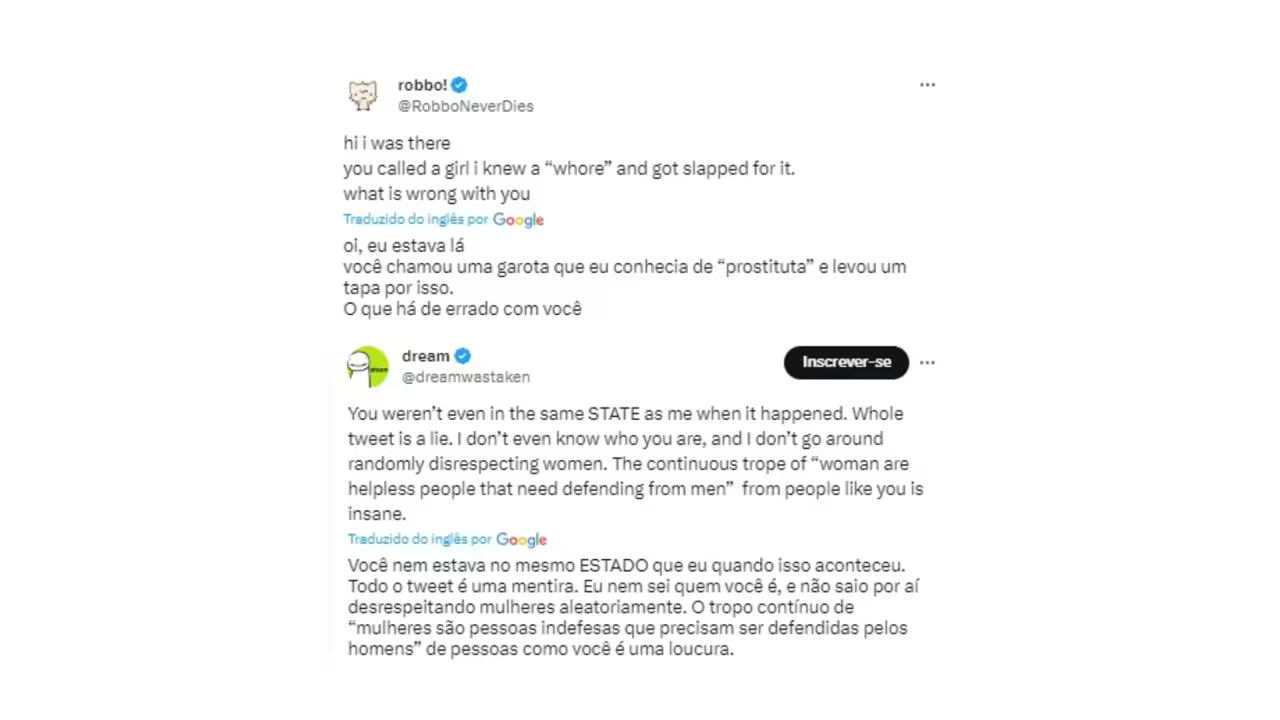 robbo!
@RobboNeverDies
hi i was there
you called a girl i knew a “whore” and got slapped for it.
what is wrong with you
Traduzido do inglês por Google
oi, eu estava lá
você chamou uma garota que eu conhecia de “prostituta” e levou um
tapa por isso.
O que há de errado com você
dream
@dreamwastaken
Inscrever-se
You weren’t even in the same STATE as me when it happened. Whole
tweet is a lie. I don’t even know who you are, and I don’t go around
randomly disrespecting women. The continuous trope of “woman are
helpless people that need defending from men” from people like you is
insane.
Traduzido do inglês por Google
Você nem estava no mesmo ESTADO que eu quando isso aconteceu.
Todo o tweet é uma mentira. Eu nem sei quem você é, e não saio por aí
desrespeitando mulheres aleatoriamente. O tropo contínuo de
“mulheres são pessoas indefesas que precisam ser defendidas pelos
homens” de pessoas como você é uma loucura.